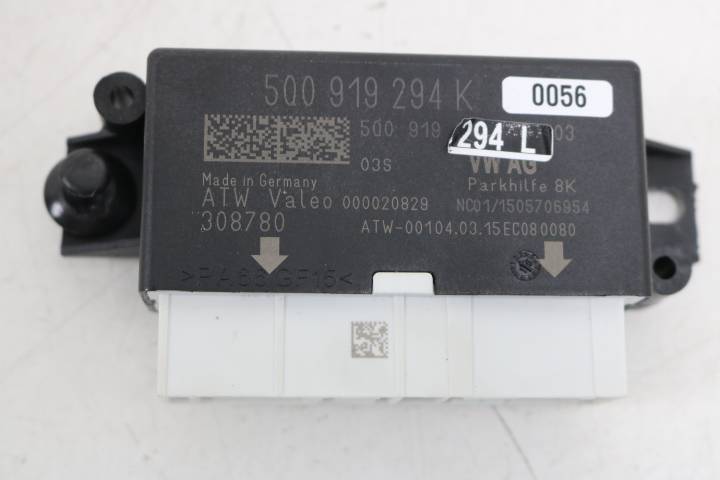 5Q0 919 294 K
0056
5Q0 919 294 L 03
03S VW AG
Made in Germany Parkhilfe 8K
ATW Valeo 000020829 NC01/1505706954
308780 ATW-00104.03.15EC080080
>PA66GF15<